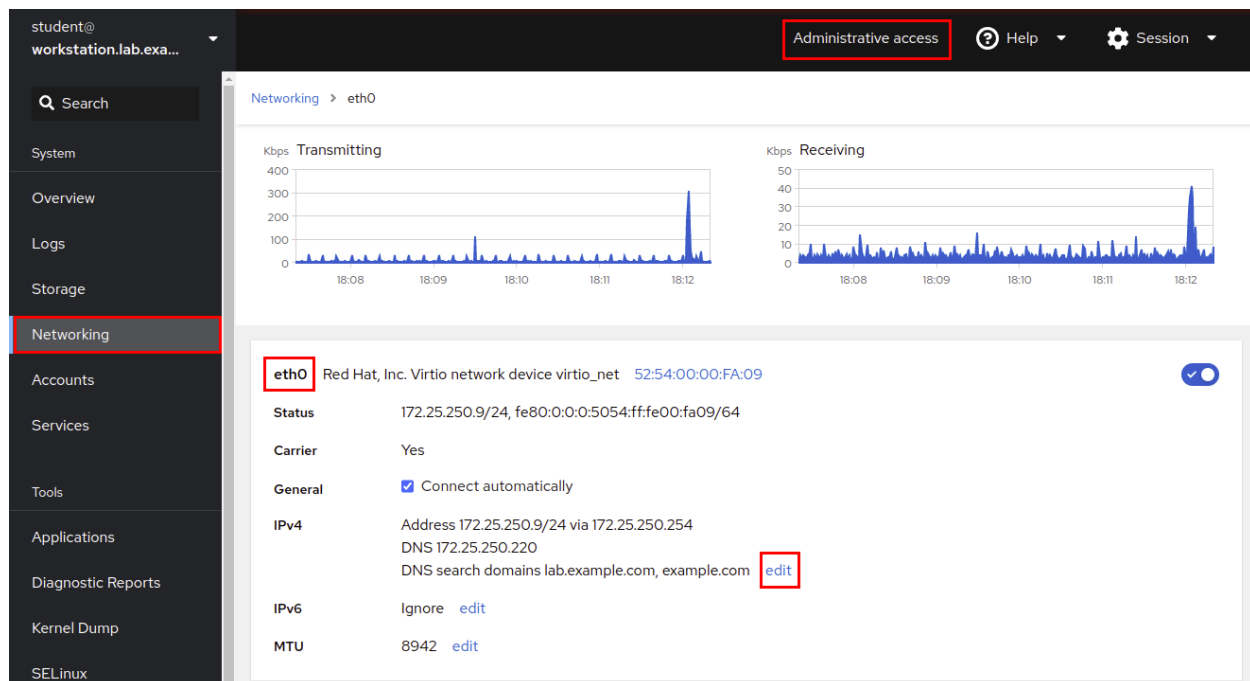 student@
workstation.lab.exa...
Administrative access
Help
Session
Search
System
Overview
Logs
Storage
Networking
Accounts
Services
Tools
Applications
Diagnostic Reports
Kernel Dump
SELinux
Networking > eth0
Kbps Transmitting
400
300
200
100
0
18:08 18:09 18:10 18:11 18:12
Kbps Receiving
50
40
30
20
10
0
18:08 18:09 18:10 18:11 18:12
eth0 Red Hat, Inc. Virtio network device virtio_net 52:54:00:00:FA:09
Status 172.25.250.9/24, fe80:0:0:0:5054:ff:fe00:fa09/64
Carrier Yes
General Connect automatically
IPv4 Address 172.25.250.9/24 via 172.25.250.254
DNS 172.25.250.220
DNS search domains lab.example.com, example.com edit
IPv6 Ignore edit
MTU 8942 edit